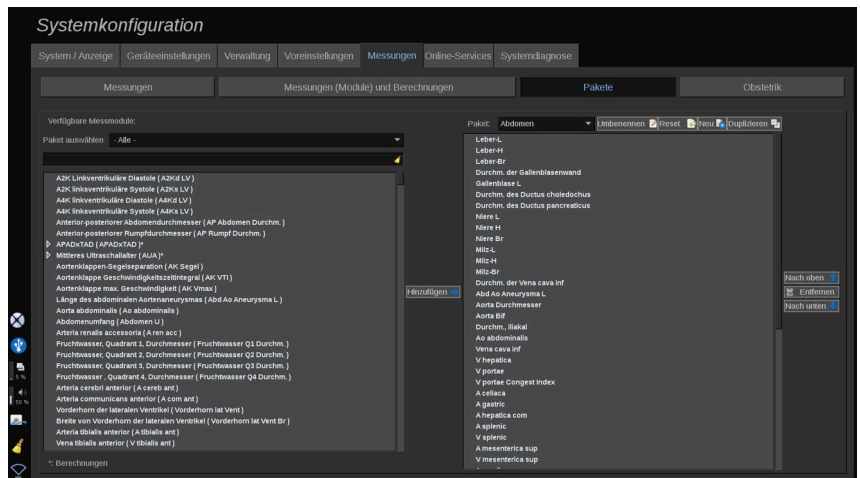 Systemkonfiguration
System / Anzeige Geräteeinstellungen Verwaltung Voreinstellungen Messungen Online-Services Systemdiagnose
Messungen Messungen (Module) und Berechnungen Pakete Obstetrik
Verfügbare Messmodule:
Paket auswählen - Alle -
A2K Linkventrikuläre Diastole ( A2Kd LV )
A2K linksventrikuläre Systole ( A2Ks LV )
A4K linksventrikuläre Diastole ( A4Kd LV )
A4K linksventrikuläre Systole ( A4Ks LV )
Anterior-posteriorer Abdomendurchmesser ( AP Abdomen Durchm. )
Anterior-posteriorer Rumpfdurchmesser ( AP Rumpf Durchm. )
APADxTAD ( APADxTAD )*
Mittleres Ultraschallalter ( AUA )*
Aortenklappen-Segelseparation ( AK Segel )
Aortenklappe Geschwindigkeitszeitintegral ( AK VTI )
Aortenklappe max. Geschwindigkeit ( AK Vmax )
Länge des abdominalen Aortenaneurysmas ( Abd Ao Aneurysma L )
Aorta abdominalis ( Ao abdominalis )
Abdomenumfang ( Abdomen U )
Arteria renalis accessoria ( A ren acc )
Fruchtwasser, Quadrant 1, Durchmesser ( Fruchtwasser Q1 Durchm. )
Fruchtwasser, Quadrant 2, Durchmesser ( Fruchtwasser Q2 Durchm. )
Fruchtwasser, Quadrant 3, Durchmesser ( Fruchtwasser Q3 Durchm. )
Fruchtwasser , Quadrant 4, Durchmesser ( Fruchtwasser Q4 Durchm. )
Arteria cerebri anterior ( A cereb ant )
Arteria communicans anterior ( A com ant )
Vorderhorn der lateralen Ventrikel ( Vorderhorn lat Vent )
Breite von Vorderhorn der lateralen Ventrikel ( Vorderhorn lat Vent Br )
Arteria tibialis anterior ( A tibialis ant )
Vena tibialis anterior ( V tibialis ant )
*: Berechnungen
Hinzufügen
Paket: Abdomen Umbenennen Reset Neu Duplizieren
Leber-L
Leber-H
Leber-Br
Durchm. der Gallenblasenwand
Gallenblase L
Durchm. des Ductus choledochus
Durchm. des Ductus pancreaticus
Niere L
Niere H
Niere Br
Milz-L
Milz-H
Milz-Br
Durchm. der Vena cava inf
Abd Ao Aneurysma L
Aorta Durchmesser
Aorta Bif
Durchm., iliakal
Ao abdominalis
Vena cava inf
V hepatica
V portae
V portae Congest Index
A celiaca
A gastric
A hepatica com
A splenic
V splenic
A mesenterica sup
V mesenterica sup
Nach oben
Entfernen
Nach unten
5 %
50 %